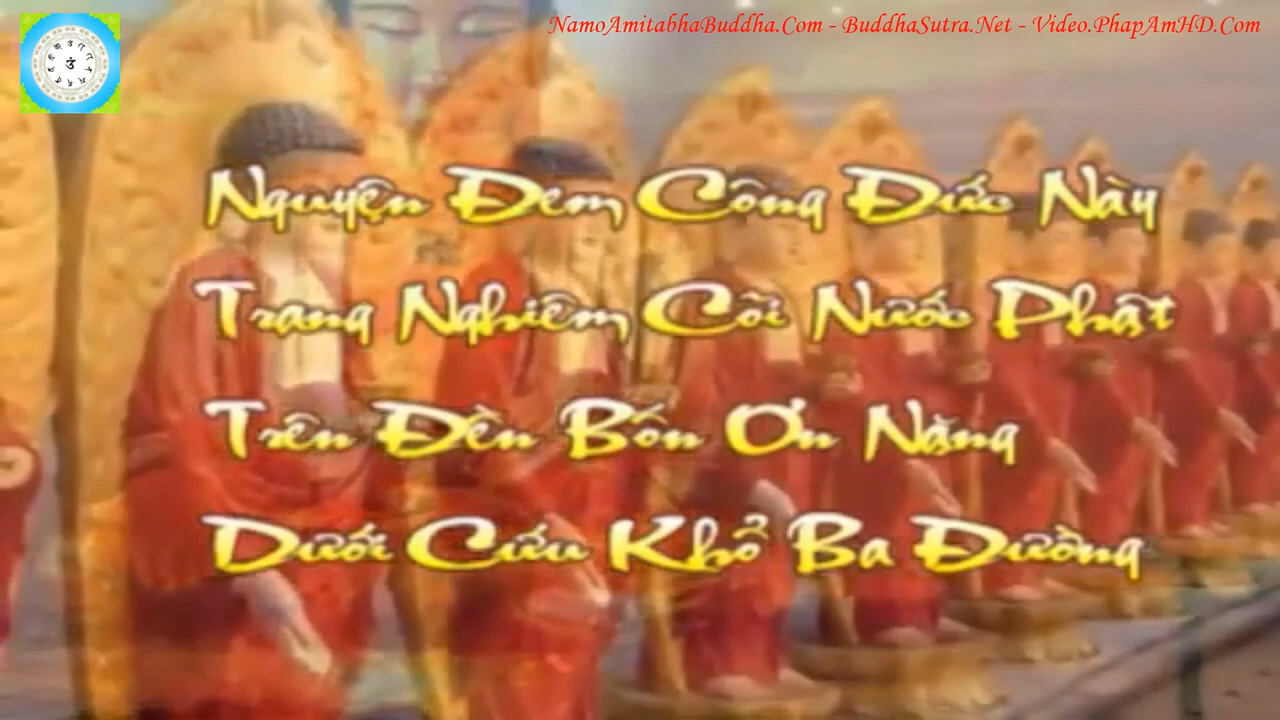 NamoAmitabhaBuddha.Com - BuddhaSutra.Net - Video.PhapAmHD.Com
Nguyện Đem Công Đức Này
Trang Nghiêm Cõi Nước Phật
Trên Đền Bốn Ơn Nặng
Dưới Cứu Khổ Ba Đường